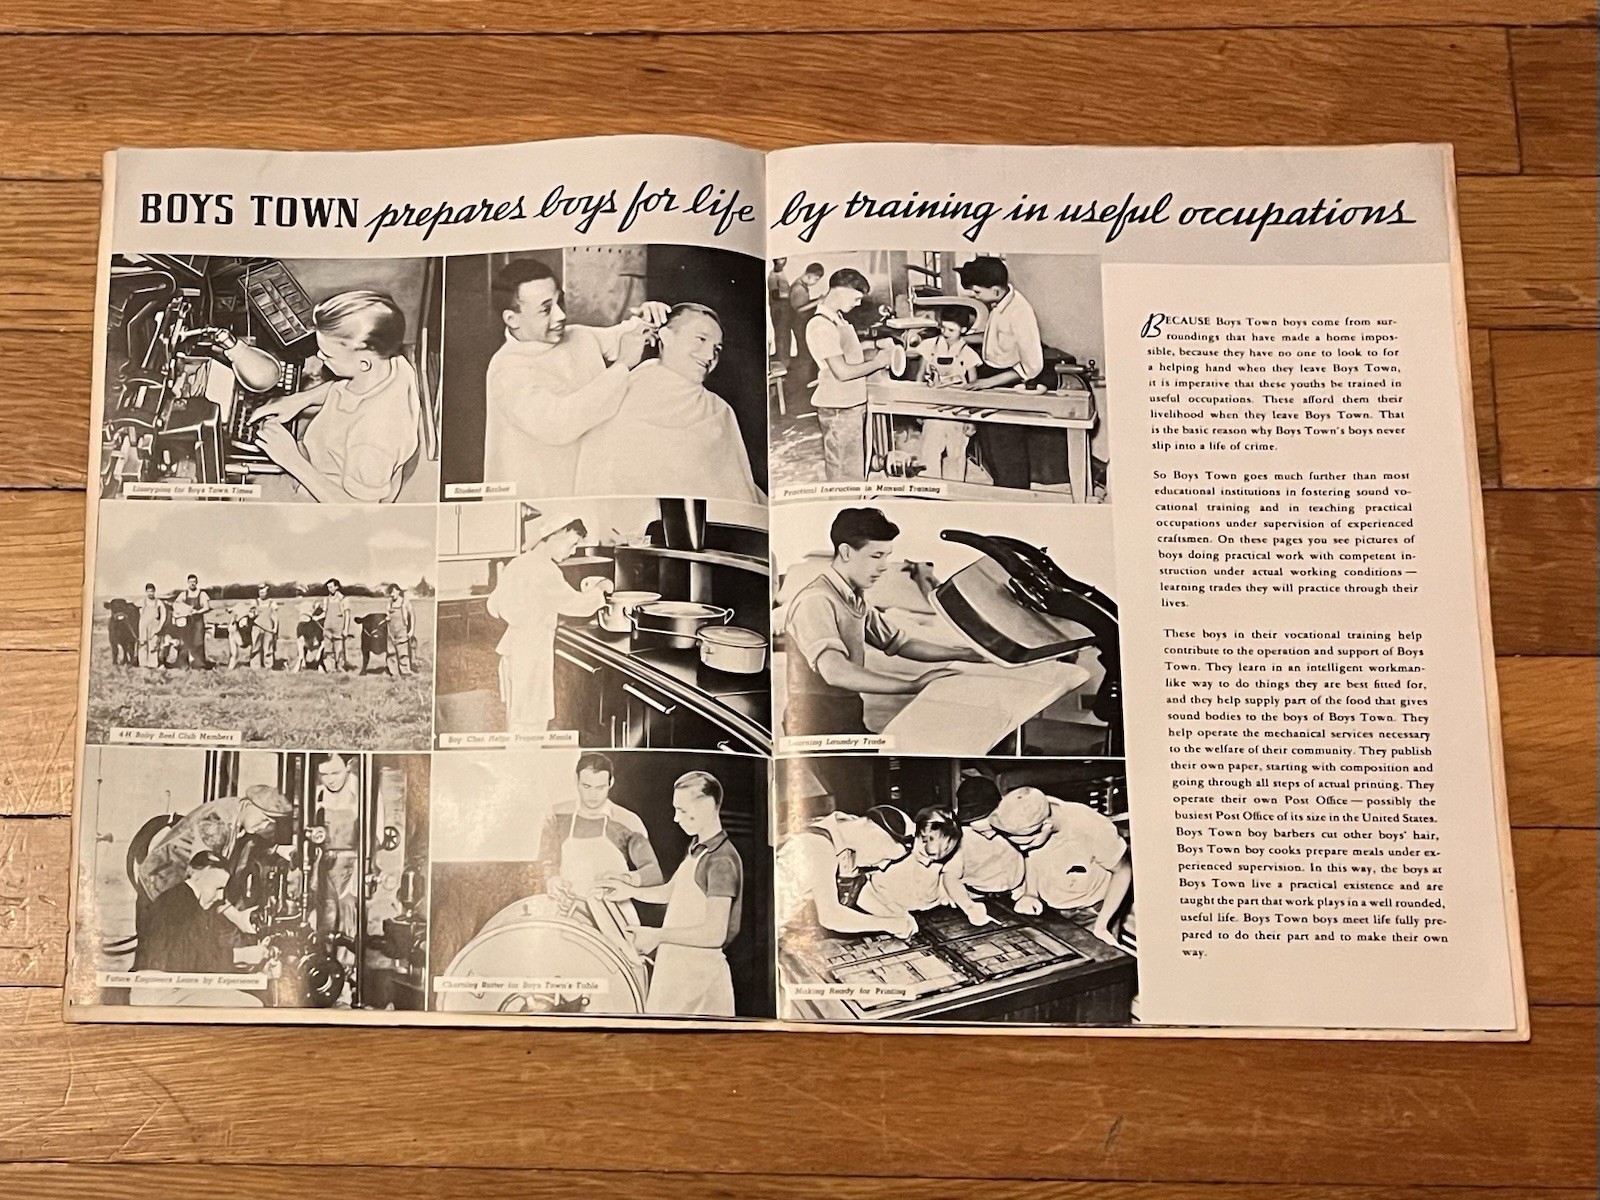 BOYS TOWN prepares boys for life by training in useful occupations
Linotyping for Boys Town Times
Student Barber
Practical Instruction in Manual Training
4-H Baby Beef Club Members
Boy Chef Helps Prepare Meals
Learning Laundry Trade
Future Engineers Learn by Experience
Churning Butter for Boys Town's Table
Making Ready for Printing
BECAUSE Boys Town boys come from sur-
roundings that have made a home impos-
sible, because they have no one to look to for
a helping hand when they leave Boys Town,
it is imperative that these youths be trained in
useful occupations. These afford them their
livelihood when they leave Boys Town. That
is the basic reason why Boys Town's boys never
slip into a life of crime.
So Boys Town goes much further than most
educational institutions in fostering sound vo-
cational training and in teaching practical
occupations under supervision of experienced
craftsmen. On these pages you see pictures of
boys doing practical work with competent in-
struction under actual working conditions —
learning trades they will practice through their
lives.
These boys in their vocational training help
contribute to the operation and support of Boys
Town. They learn in an intelligent workman-
like way to do things they are best fitted for,
and they help supply part of the food that gives
sound bodies to the boys of Boys Town. They
help operate the mechanical services necessary
to the welfare of their community. They publish
their own paper, starting with composition and
going through all steps of actual printing. They
operate their own Post Office — possibly the
busiest Post Office of its size in the United States.
Boys Town boy barbers cut other boys' hair,
Boys Town boy cooks prepare meals under ex-
perienced supervision. In this way, the boys at
Boys Town live a practical existence and are
taught the part that work plays in a well rounded,
useful life. Boys Town boys meet life fully pre-
pared to do their part and to make their own
way.